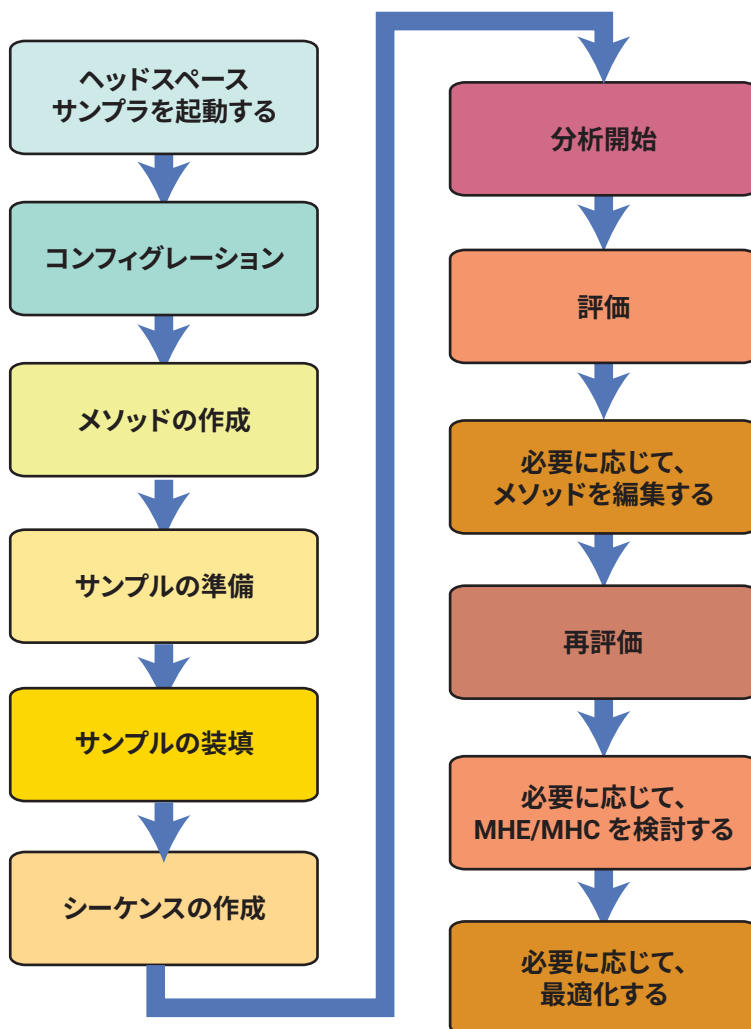 ヘッドスペース
サンプラを起動する
コンフィグレーション
メソッドの作成
サンプルの準備
サンプルの装填
シーケンスの作成
分析開始
評価
必要に応じて、
メソッドを編集する
再評価
必要に応じて、
MHE/MHC を検討する
必要に応じて、
最適化する